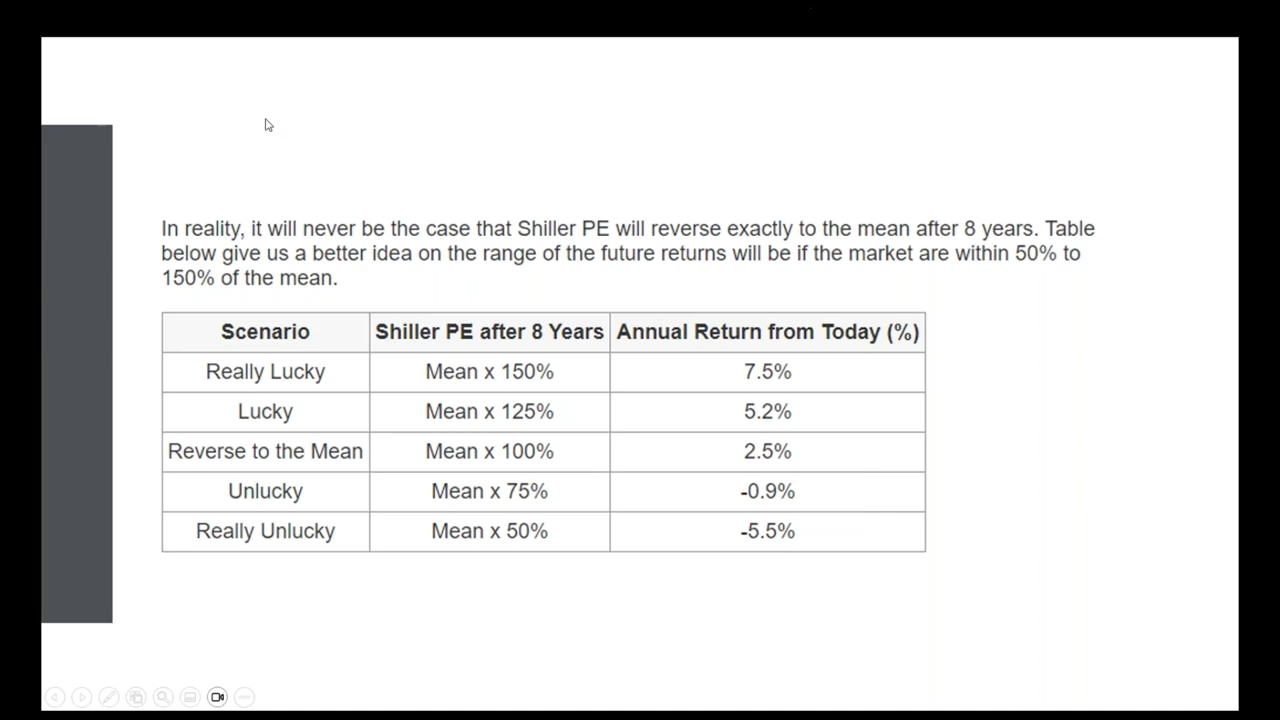 In reality, it will never be the case that Shiller PE will reverse exactly to the mean after 8 years. Table
below give us a better idea on the range of the future returns will be if the market are within 50% to
150% of the mean.
Scenario Shiller PE after 8 Years Annual Return from Today (%)
Really Lucky Mean x 150% 7.5%
Lucky Mean x 125% 5.2%
Reverse to the Mean Mean x 100% 2.5%
Unlucky Mean x 75% -0.9%
Really Unlucky Mean x 50% -5.5%